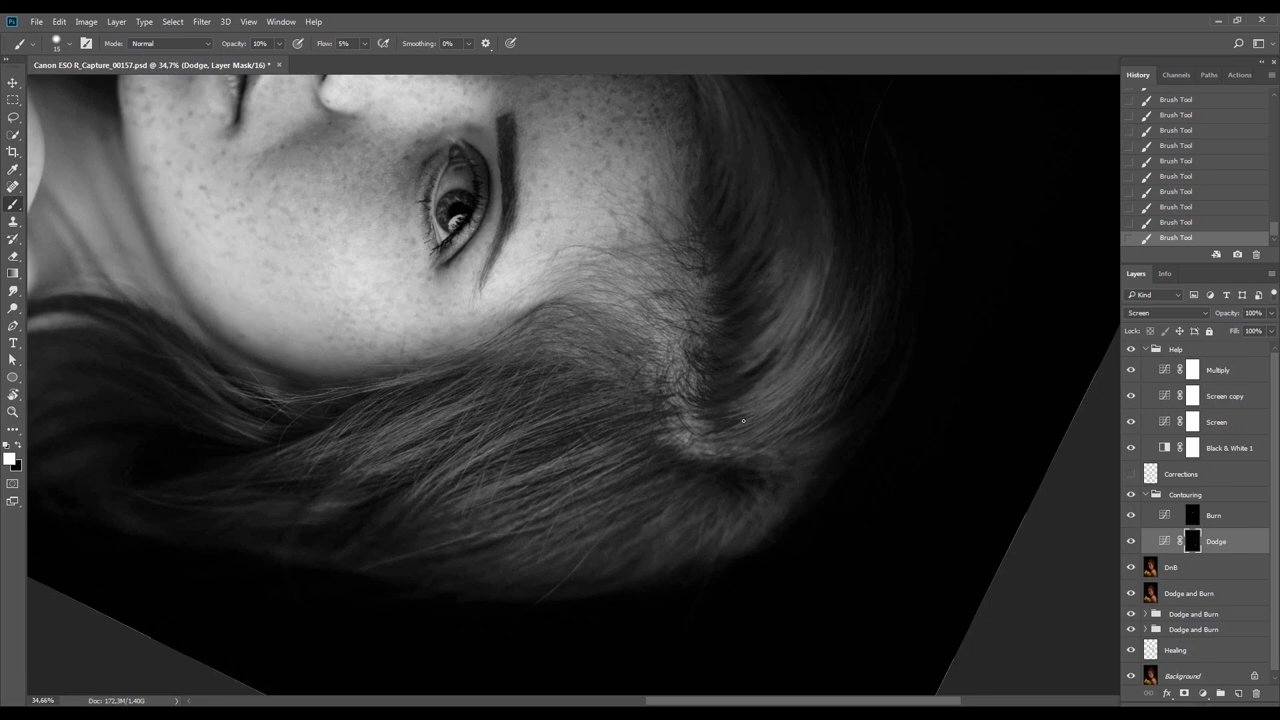 Ps File Edit Image Layer Type Select Filter 3D View Window Help
15 Mode: Normal Opacity: 10% Flow: 5% Smoothing: 0%
Canon ESO R_Capture_00157.psd @ 34,7% (Dodge, Layer Mask/16) * ×
History Channels Paths Actions
Brush Tool
Brush Tool
Brush Tool
Brush Tool
Brush Tool
Brush Tool
Brush Tool
Brush Tool
Brush Tool
Brush Tool
Layers Info
Kind
Screen Opacity: 100%
Lock: Fill: 100%
Help
Multiply
Screen copy
Screen
Black & White 1
Corrections
Contouring
Burn
Dodge
DnB
Dodge and Burn
Dodge and Burn
Dodge and Burn
Healing
Background
34,66% Doc: 172,3M/1,40G
fx